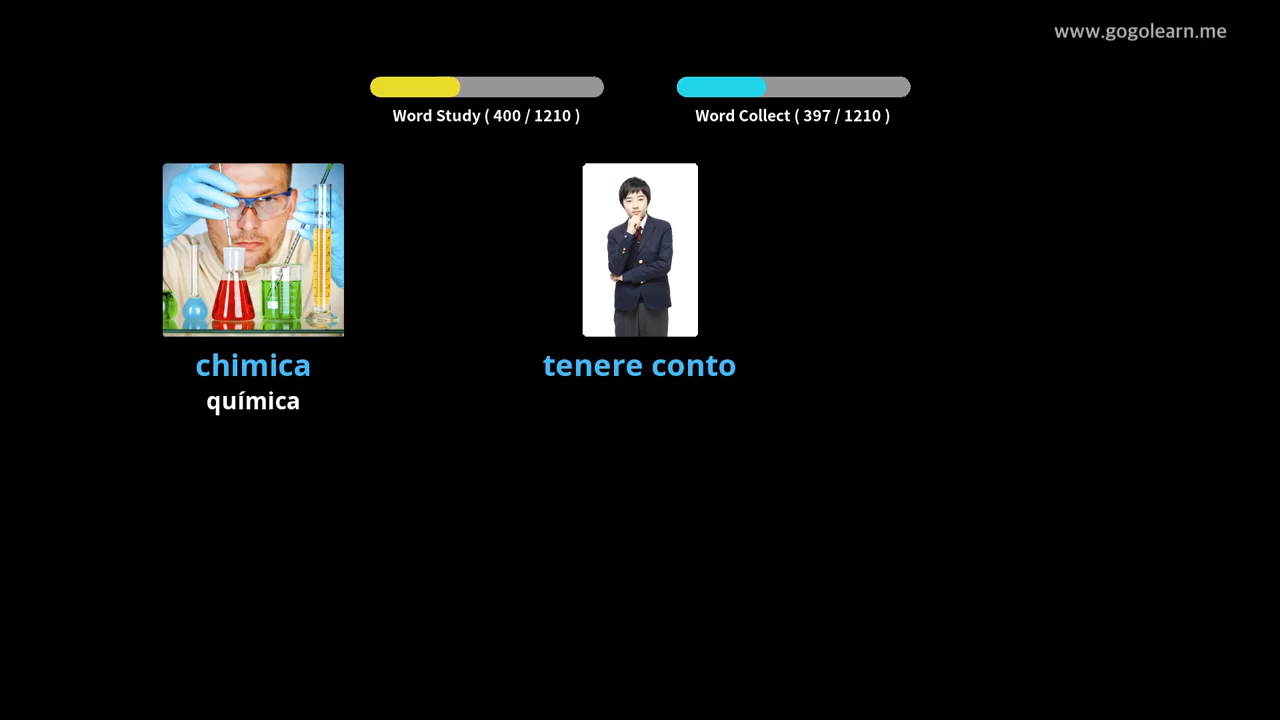 www.gogolearn.me
Word Study ( 400 / 1210 )
Word Collect ( 397 / 1210 )
chimica
química
tenere conto